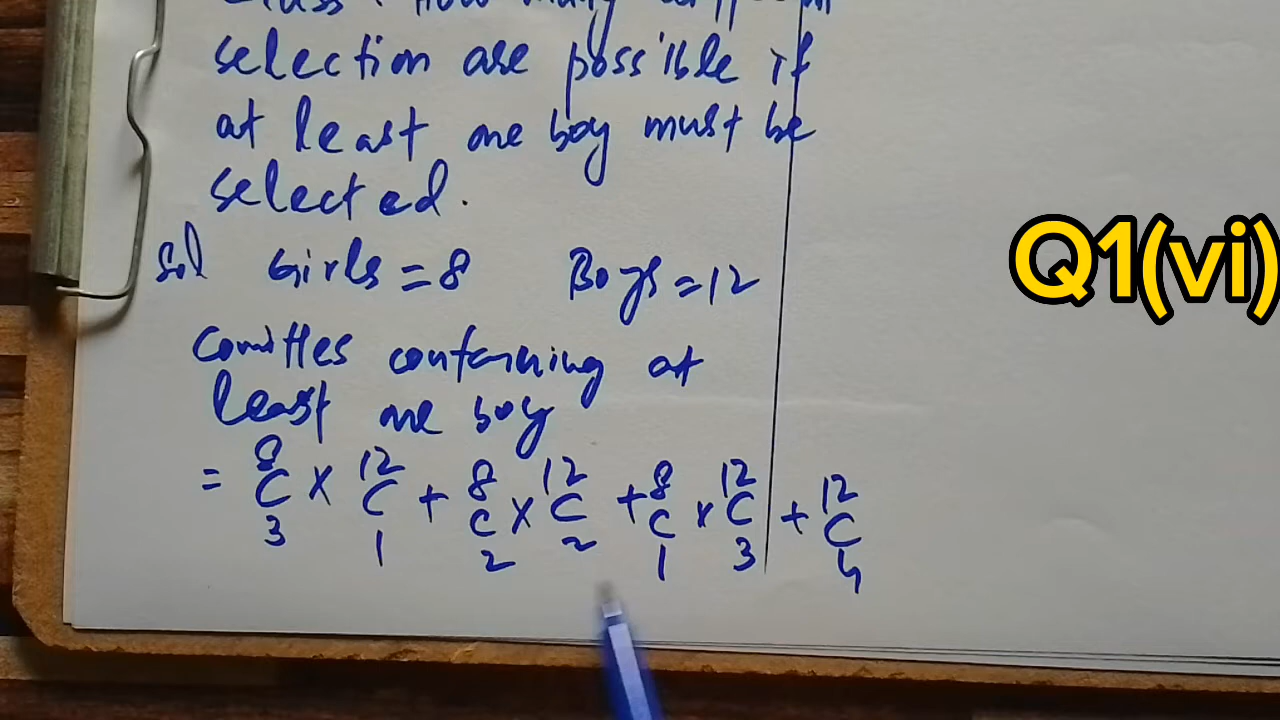 selection are possible if
at least one boy must be
selected.
Sol Girls = 8 Boys = 12
Q1(vi)
Committes containing at
least one boy
= ⁸C₃ × ¹²C₁ + ⁸C₂ × ¹²C₂ + ⁸C₁ × ¹²C₃ + ¹²C₄